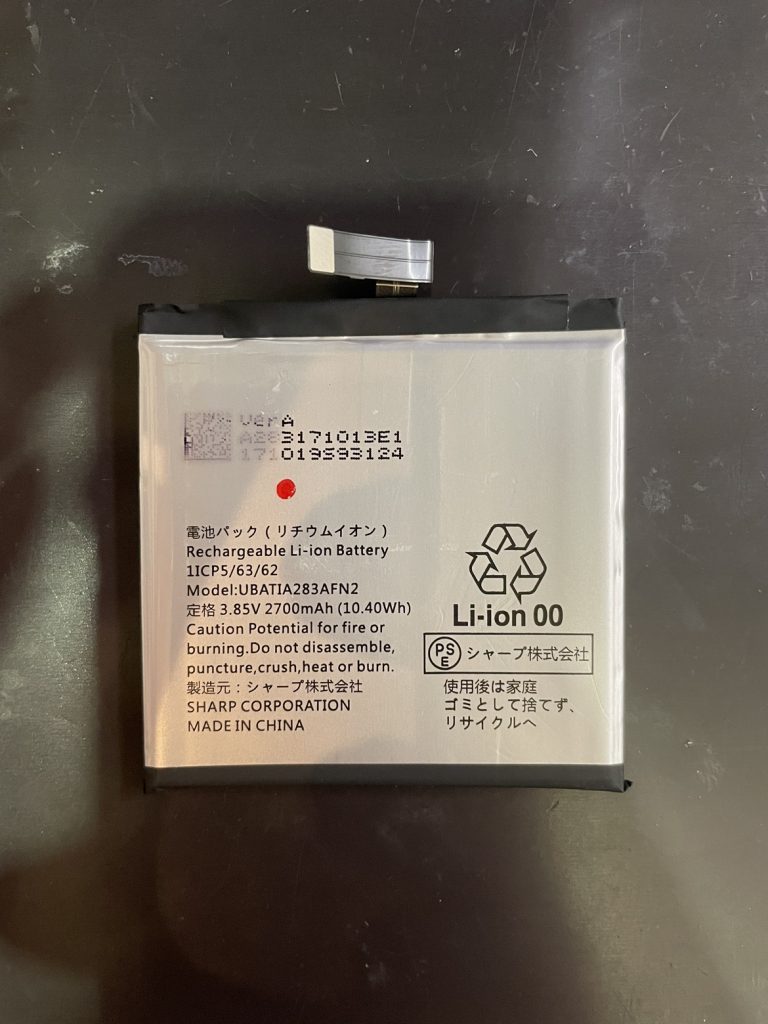 verA
A283171013E1
171019S93124
電池パック(リチウムイオン)
Rechargeable Li-ion Battery
1ICP5/63/62
Model:UBATIA283AFN2
定格 3.85V 2700mAh (10.40Wh)
Caution Potential for fire or
burning.Do not disassemble,
puncture,crush,heat or burn.
製造元:シャープ株式会社
SHARP CORPORATION
MADE IN CHINA
Li-ion 00
PS
E シャープ株式会社
使用後は家庭
ゴミとして捨てず、
リサイクルへ